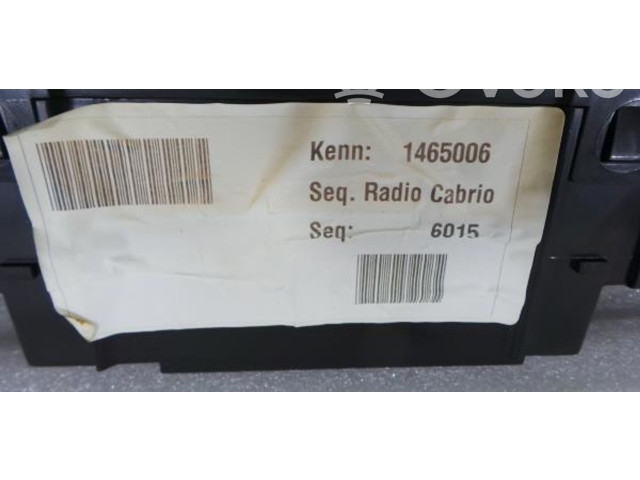 Kenn: 1465006
Seq. Radio Cabrio
Seq: 6015